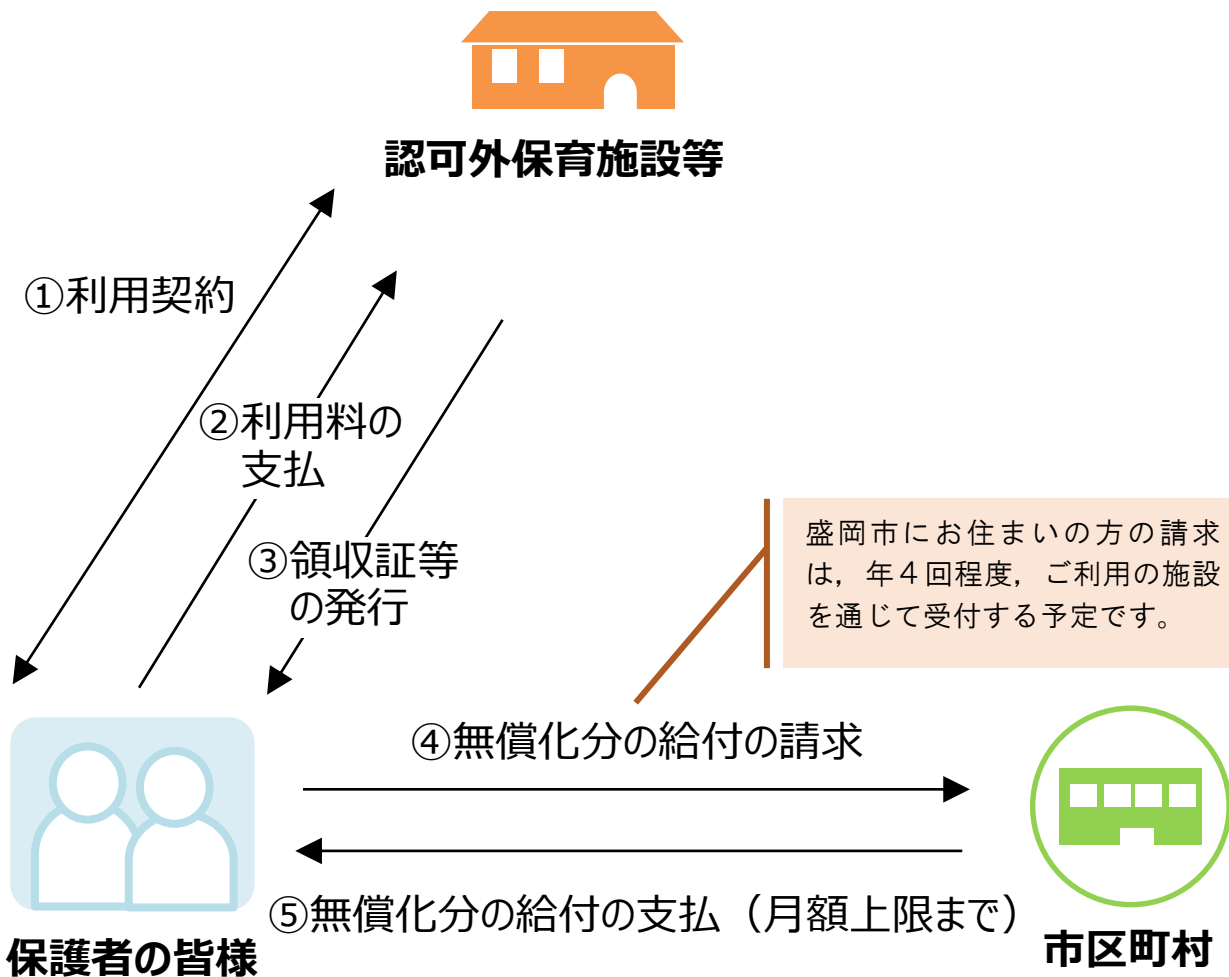 認可外保育施設等
①利用契約
②利用料の
支払
③領収証等
の発行
盛岡市にお住まいの方の請求
は，年４回程度，ご利用の施設
を通じて受付する予定です。
④無償化分の給付の請求
⑤無償化分の給付の支払（月額上限まで）
保護者の皆様
市区町村